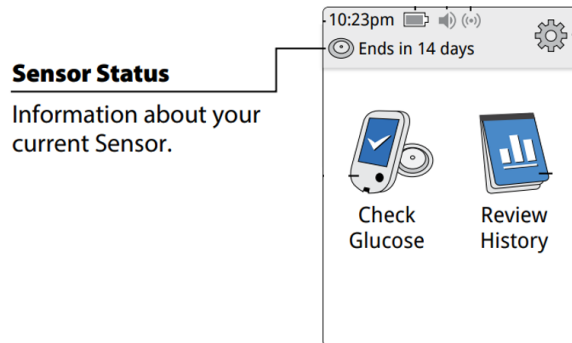 10:23pm
Ends in 14 days
Sensor Status
Information about your
current Sensor.
Check
Glucose
Review
History